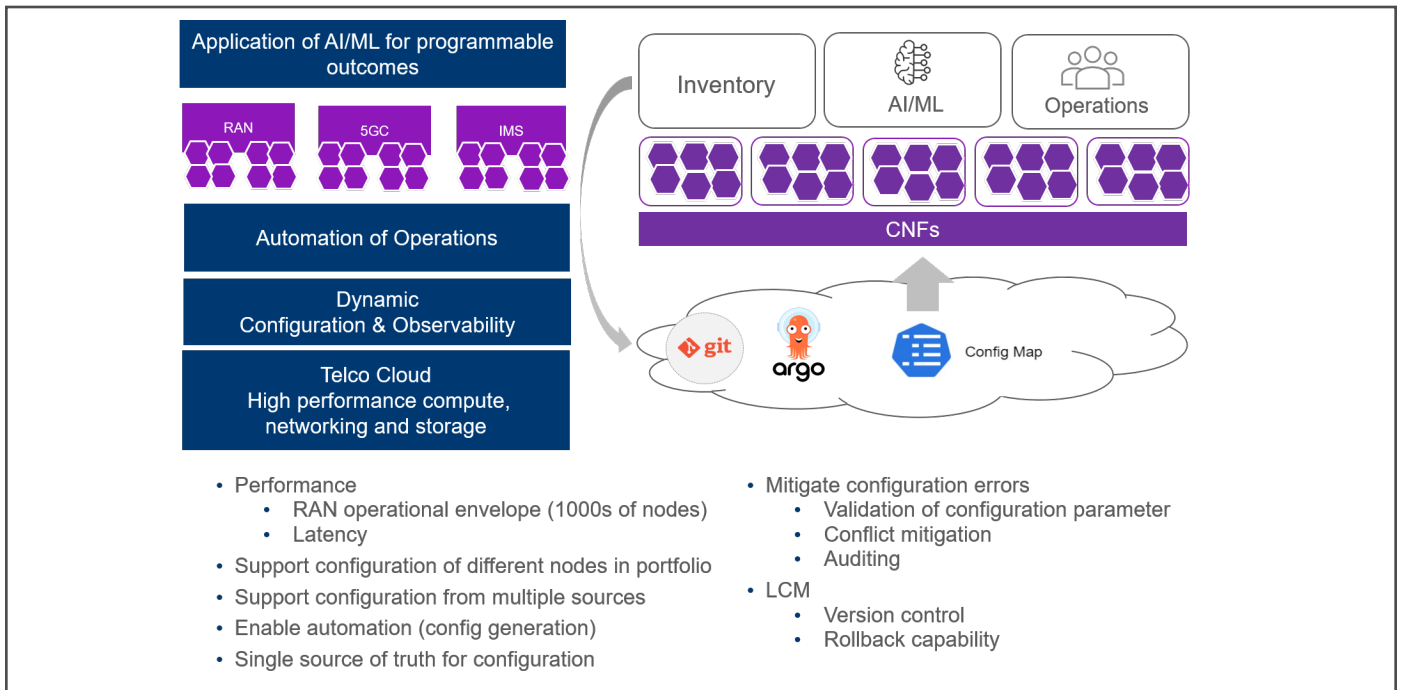 Application of AI/ML for programmable
outcomes
RAN
5GC
IMS
Automation of Operations
Dynamic
Configuration & Observability
Telco Cloud
High performance compute,
networking and storage
Inventory
AI/ML
Operations
CNFs
git
argo
Config Map
• Performance
• RAN operational envelope (1000s of nodes)
• Latency
• Support configuration of different nodes in portfolio
• Support configuration from multiple sources
• Enable automation (config generation)
• Single source of truth for configuration
• Mitigate configuration errors
• Validation of configuration parameter
• Conflict mitigation
• Auditing
• LCM
• Version control
• Rollback capability